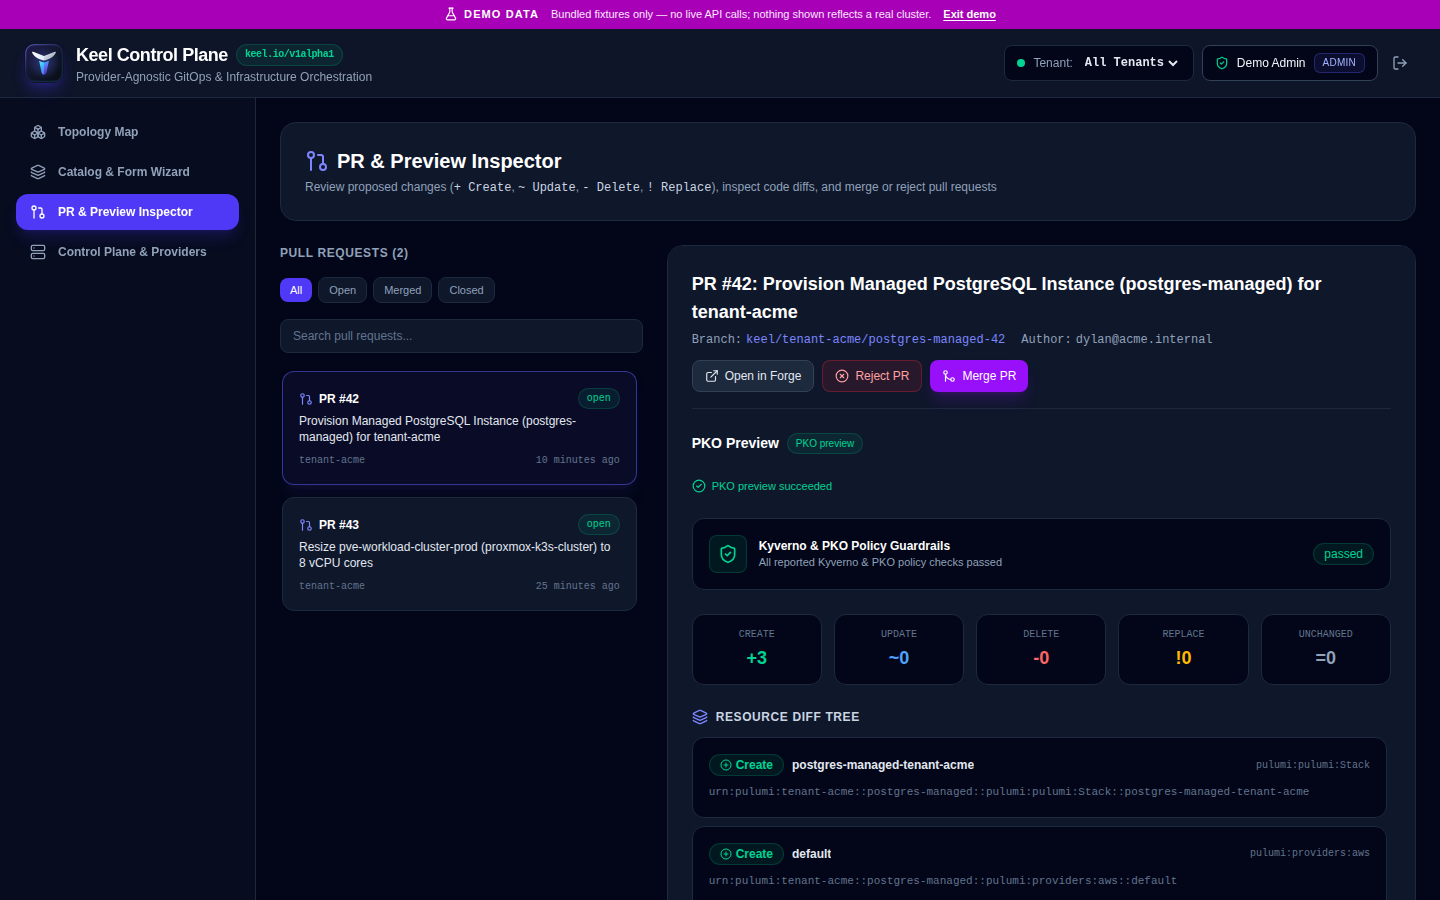 DEMO DATA Bundled fixtures only — no live API calls; nothing shown reflects a real cluster. Exit demo
Keel Control Plane keel.io/v1alpha1
Provider-Agnostic GitOps & Infrastructure Orchestration
Tenant: All Tenants
Demo Admin ADMIN
Topology Map
Catalog & Form Wizard
PR & Preview Inspector
Control Plane & Providers
PR & Preview Inspector
Review proposed changes (+ Create, ~ Update, - Delete, ! Replace), inspect code diffs, and merge or reject pull requests
PULL REQUESTS (2)
All Open Merged Closed
Search pull requests...
PR #42 open
Provision Managed PostgreSQL Instance (postgres-
managed) for tenant-acme
tenant-acme 10 minutes ago
PR #43 open
Resize pve-workload-cluster-prod (proxmox-k3s-cluster) to
8 vCPU cores
tenant-acme 25 minutes ago
PR #42: Provision Managed PostgreSQL Instance (postgres-managed) for
tenant-acme
Branch: keel/tenant-acme/postgres-managed-42 Author: dylan@acme.internal
Open in Forge Reject PR Merge PR
PKO Preview PKO preview
PKO preview succeeded
Kyverno & PKO Policy Guardrails
All reported Kyverno & PKO policy checks passed
passed
CREATE UPDATE DELETE REPLACE UNCHANGED
+3 ~0 -0 !0 =0
RESOURCE DIFF TREE
Create postgres-managed-tenant-acme pulumi:pulumi:Stack
urn:pulumi:tenant-acme::postgres-managed::pulumi:pulumi:Stack::postgres-managed-tenant-acme
Create default pulumi:providers:aws
urn:pulumi:tenant-acme::postgres-managed::pulumi:providers:aws::default